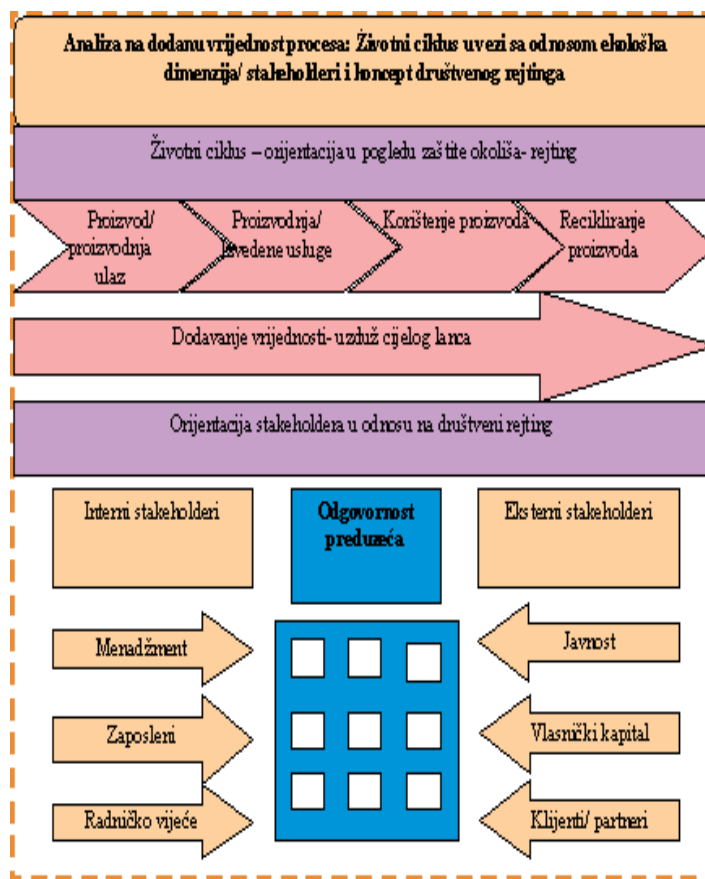 Analiza na dodanu vrijednost procesa: Životni ciklus u vezi sa odnosom ekološka
dimenzija/ stakeholderi i koncept društvenog rejtinga
Životni ciklus – orijentacija u pogledu zaštite okoliša- rejting
Proizvod/
proizvodnja
ulaz
Proizvodnja/
izvedene usluge
Korištenje proizvoda
Recikliranje
proizvoda
Dodavanje vrijednosti- uzduž cijelog lanca
Orijentacija stakeholdera u odnosu na društveni rejting
Interni stakeholderi
Odgovornost
preduzeća
Eksterni stakeholderi
Menadžment
Javnost
Zaposleni
Vlasnički kapital
Radničko vijeće
Klijenti/ partneri